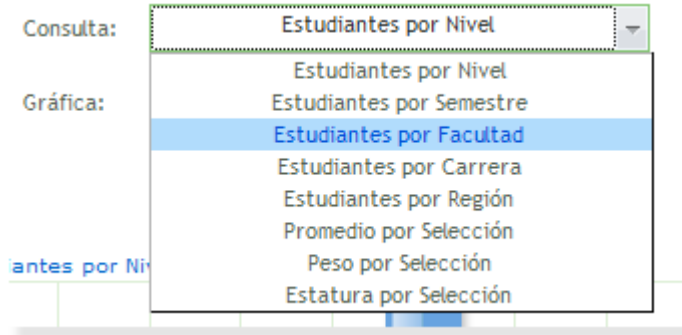 Consulta:
Estudiantes por Nivel
Estudiantes por Nivel
Gráfica:
Estudiantes por Semestre
Estudiantes por Facultad
Estudiantes por Carrera
Estudiantes por Región
Promedio por Selección
antes por Niv
Peso por Selección
Estatura por Selección